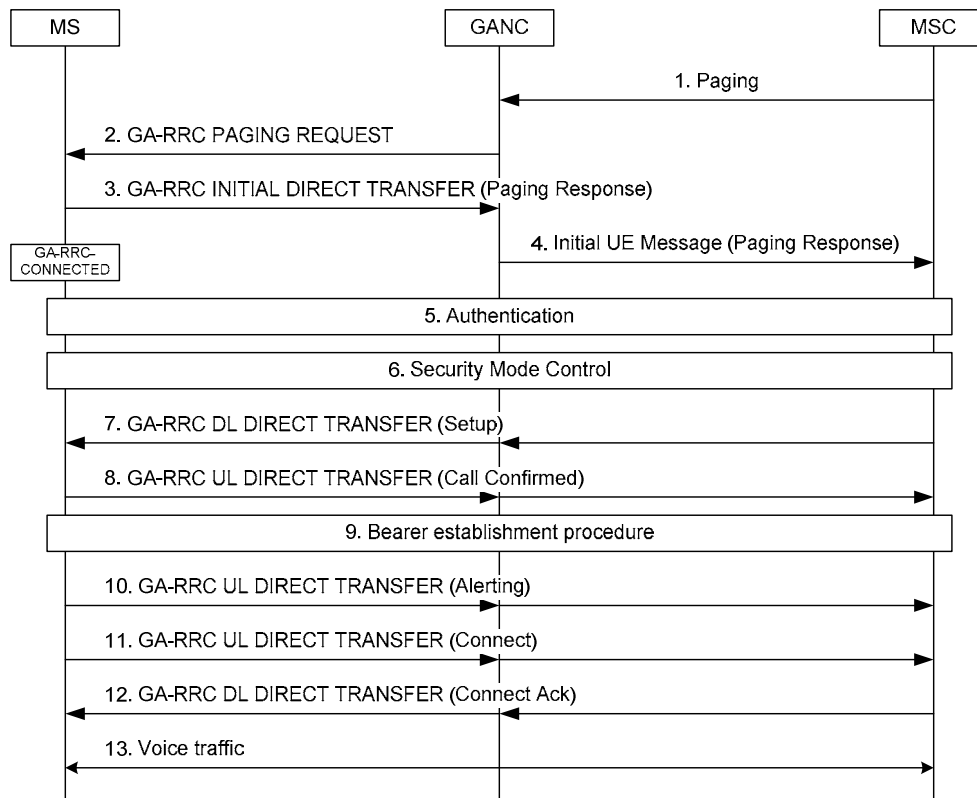 MS
GANC
MSC
1. Paging
2. GA-RRC PAGING REQUEST
3. GA-RRC INITIAL DIRECT TRANSFER (Paging Response)
GA-RRC-
CONNECTED
4. Initial UE Message (Paging Response)
5. Authentication
6. Security Mode Control
7. GA-RRC DL DIRECT TRANSFER (Setup)
8. GA-RRC UL DIRECT TRANSFER (Call Confirmed)
9. Bearer establishment procedure
10. GA-RRC UL DIRECT TRANSFER (Alerting)
11. GA-RRC UL DIRECT TRANSFER (Connect)
12. GA-RRC DL DIRECT TRANSFER (Connect Ack)
13. Voice traffic